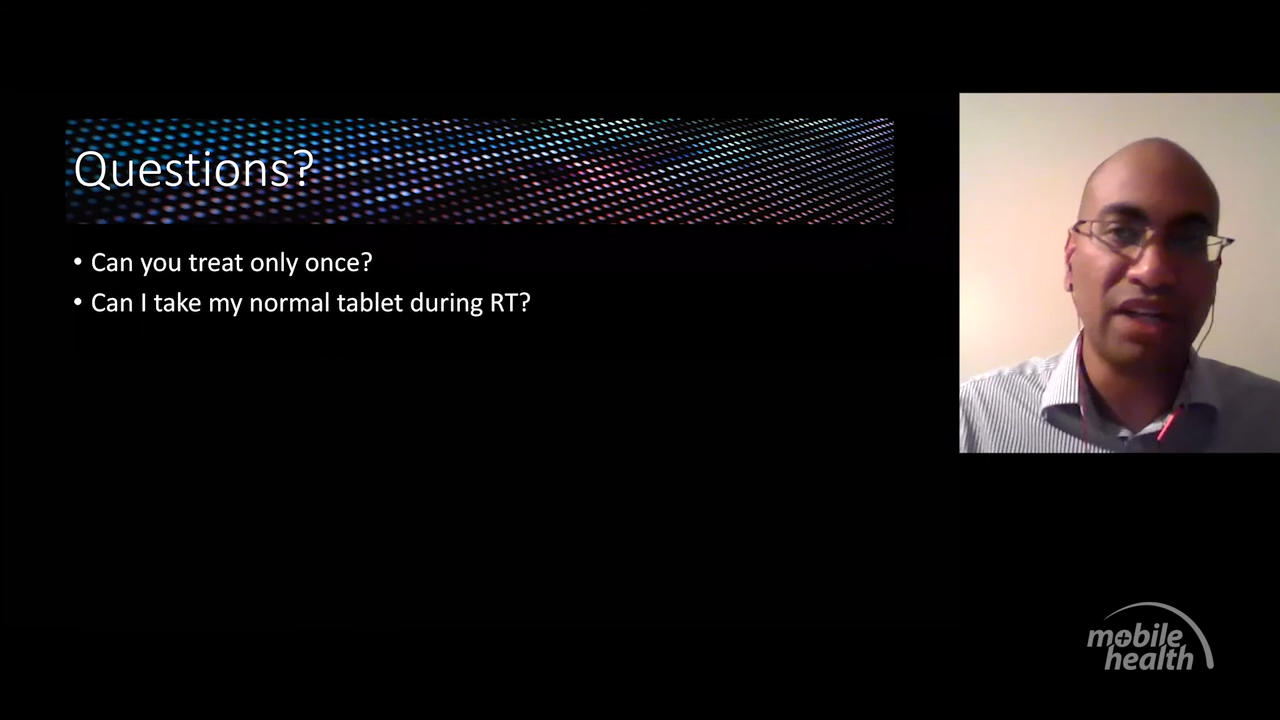 Questions?
• Can you treat only once?
• Can I take my normal tablet during RT?
mobile
health